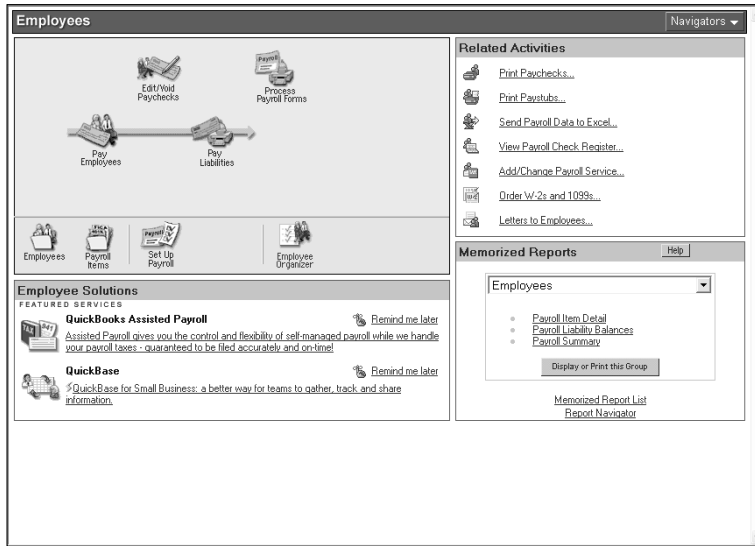 Employees
Navigators
Edit/Void
Paychecks
Payroll
Process
Payroll Forms
Pay
Employees
Pay
Liabilities
Employees
FICA
Payroll
Items
Payroll
Set Up
Payroll
Employee
Organizer
Employee Solutions
FEATURED SERVICES
TAX
941
QuickBooks Assisted Payroll
Remind me later
Assisted Payroll gives you the control and flexibility of self-managed payroll while we handle
your payroll taxes - guaranteed to be filed accurately and on-time!
QuickBase
Remind me later
QuickBase for Small Business: a better way for teams to gather, track and share
information.
Related Activities
Print Paychecks...
Print Paystubs...
Send Payroll Data to Excel...
View Payroll Check Register...
Add/Change Payroll Service...
Order W-2s and 1099s...
Letters to Employees...
Memorized Reports
Help
Employees
Payroll Item Detail
Payroll Liability Balances
Payroll Summary
Display or Print this Group
Memorized Report List
Report Navigator